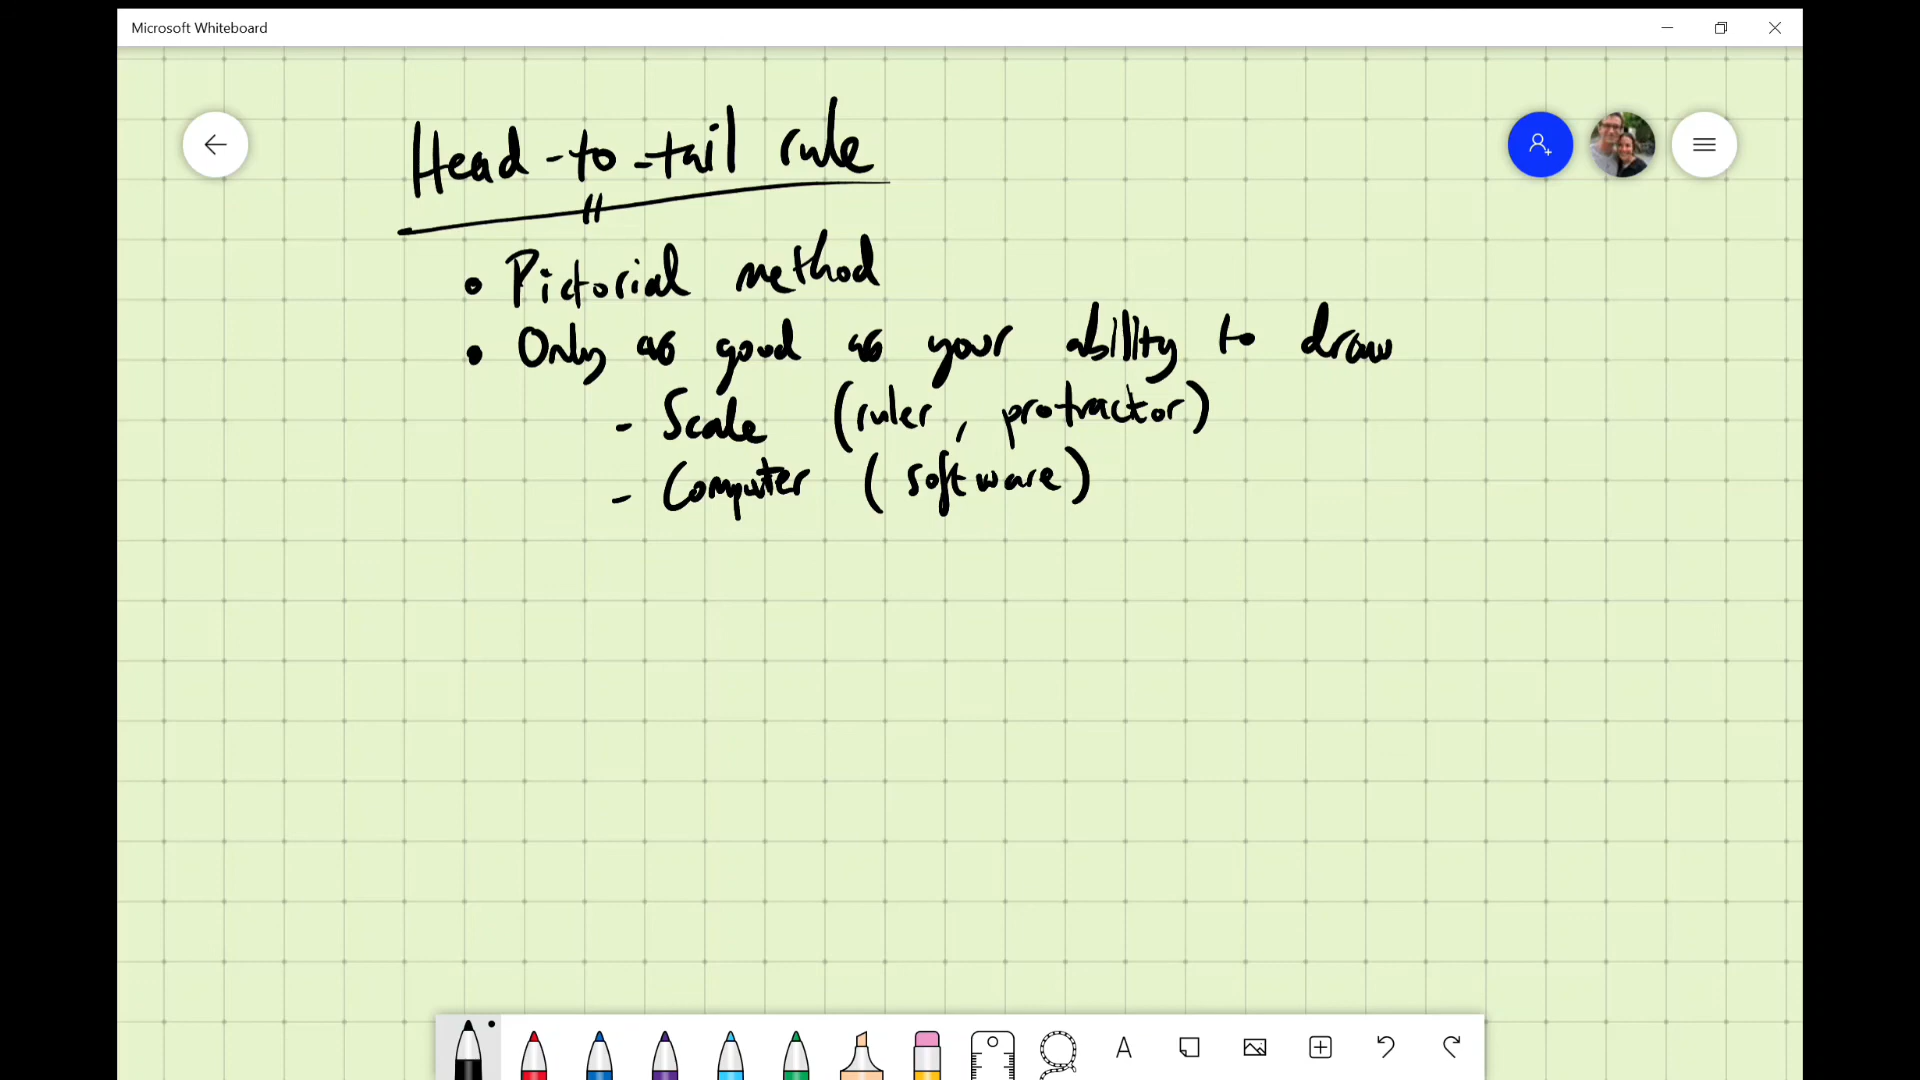 Microsoft Whiteboard
Head-to-tail rule
• Pictorial method
• Only as good as your ability to draw
- Scale (ruler, protractor)
- Computer (software)
A